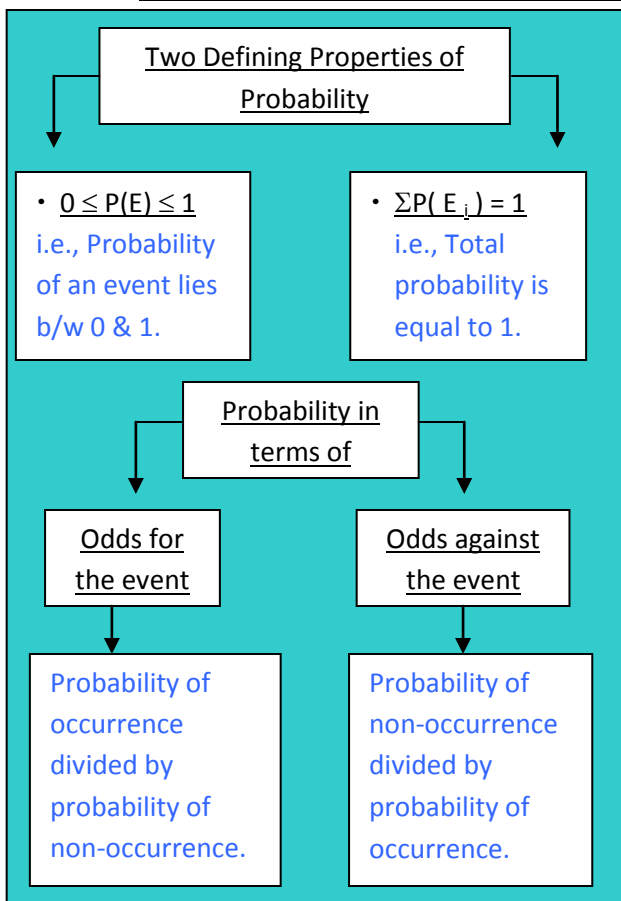 Two Defining Properties of
Probability
• 0 ≤ P(E) ≤ 1
i.e., Probability
of an event lies
b/w 0 & 1.
• ΣP( E i ) = 1
i.e., Total
probability is
equal to 1.
Probability in
terms of
Odds for
the event
Odds against
the event
Probability of
occurrence
divided by
probability of
non-occurrence.
Probability of
non-occurrence
divided by
probability of
occurrence.